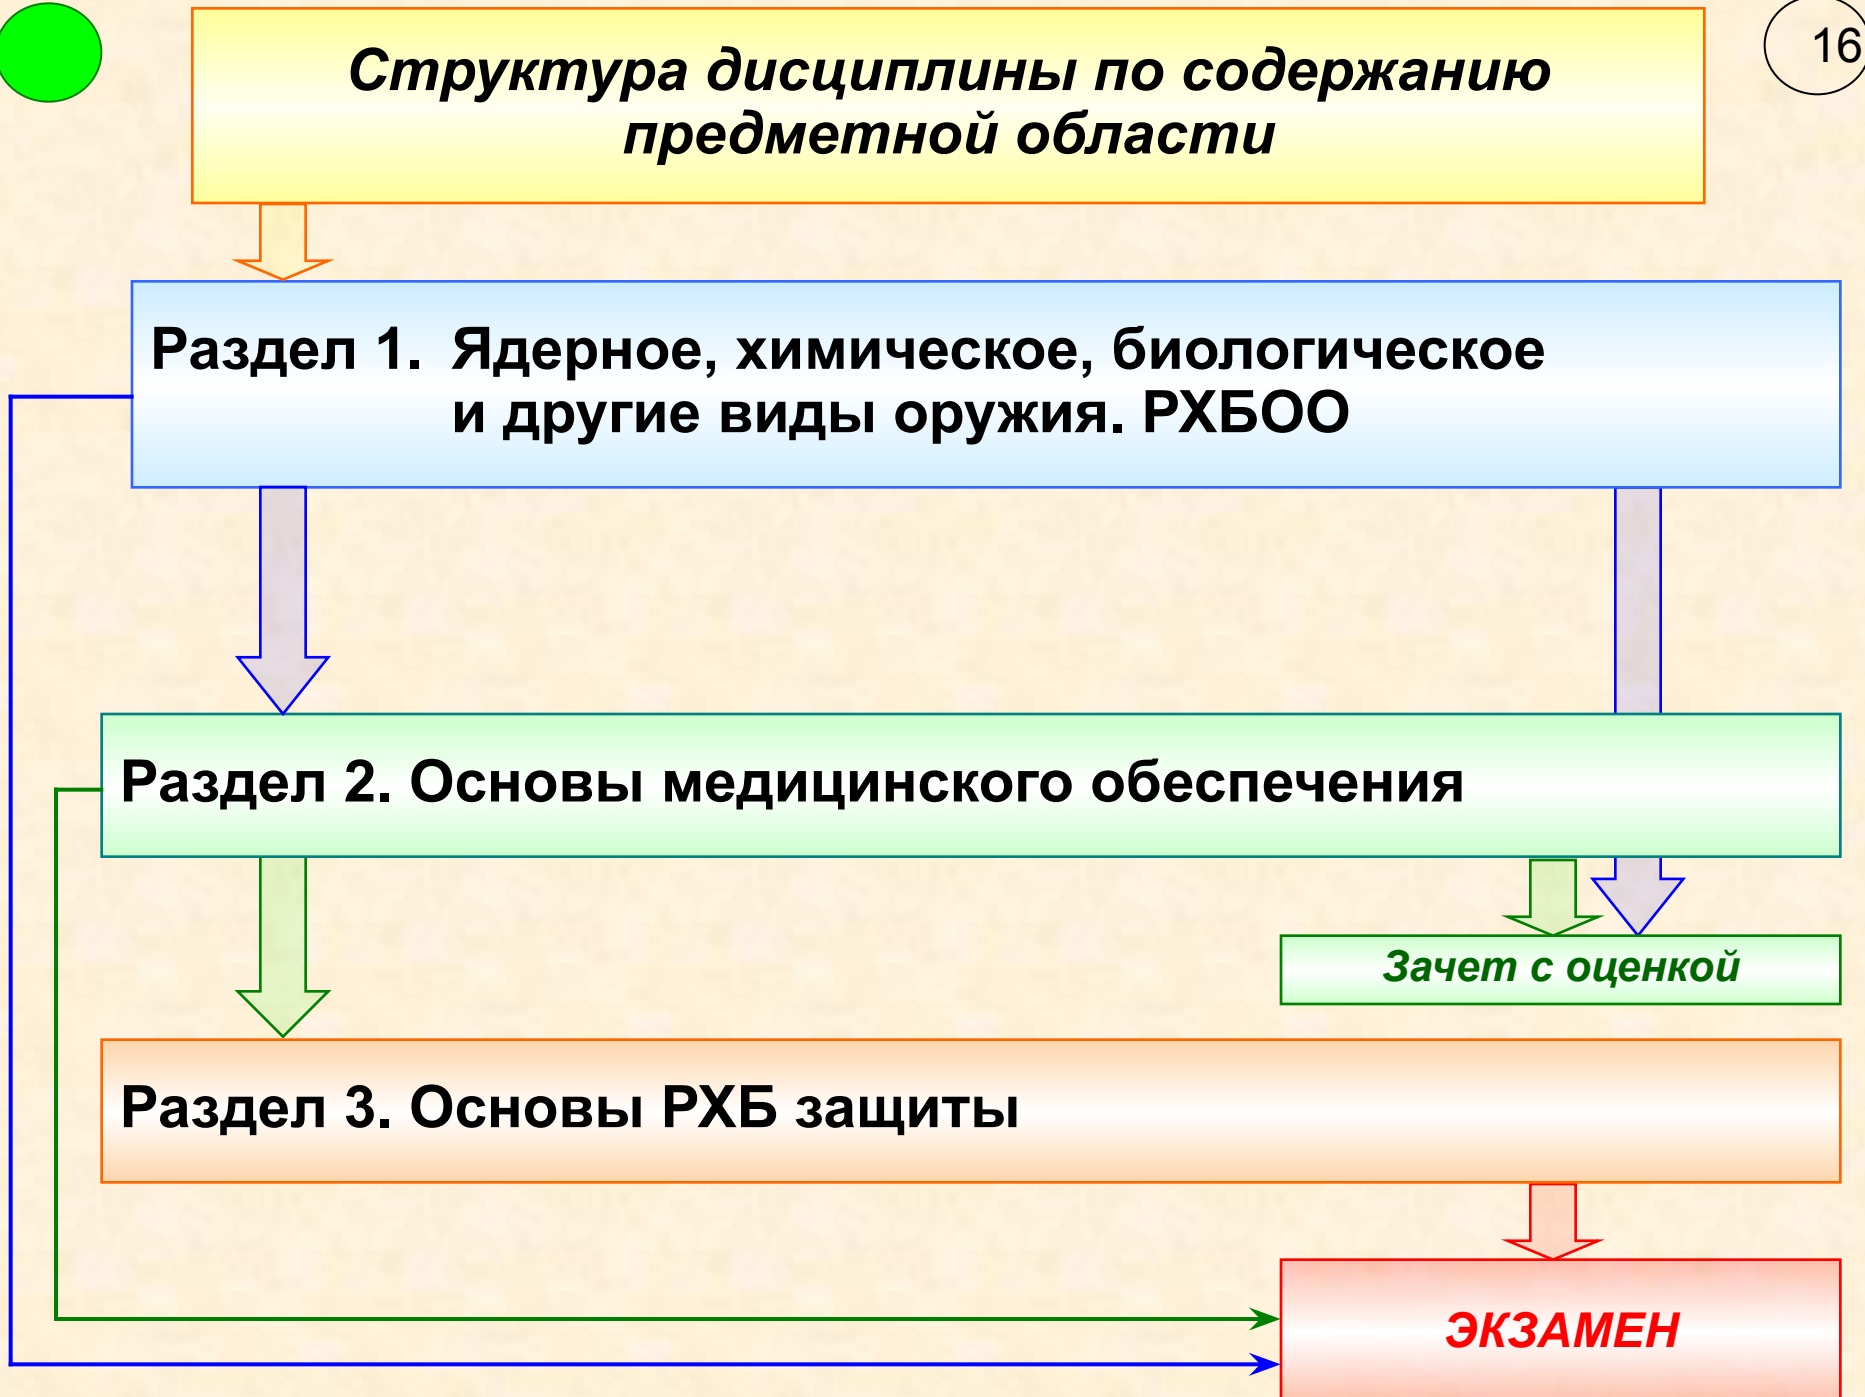 16
Структура дисциплины по содержанию
предметной области
Раздел 1. Ядерное, химическое, биологическое
и другие виды оружия. РХБОО
Раздел 2. Основы медицинского обеспечения
Зачет с оценкой
Раздел 3. Основы РХБ защиты
ЭКЗАМЕН